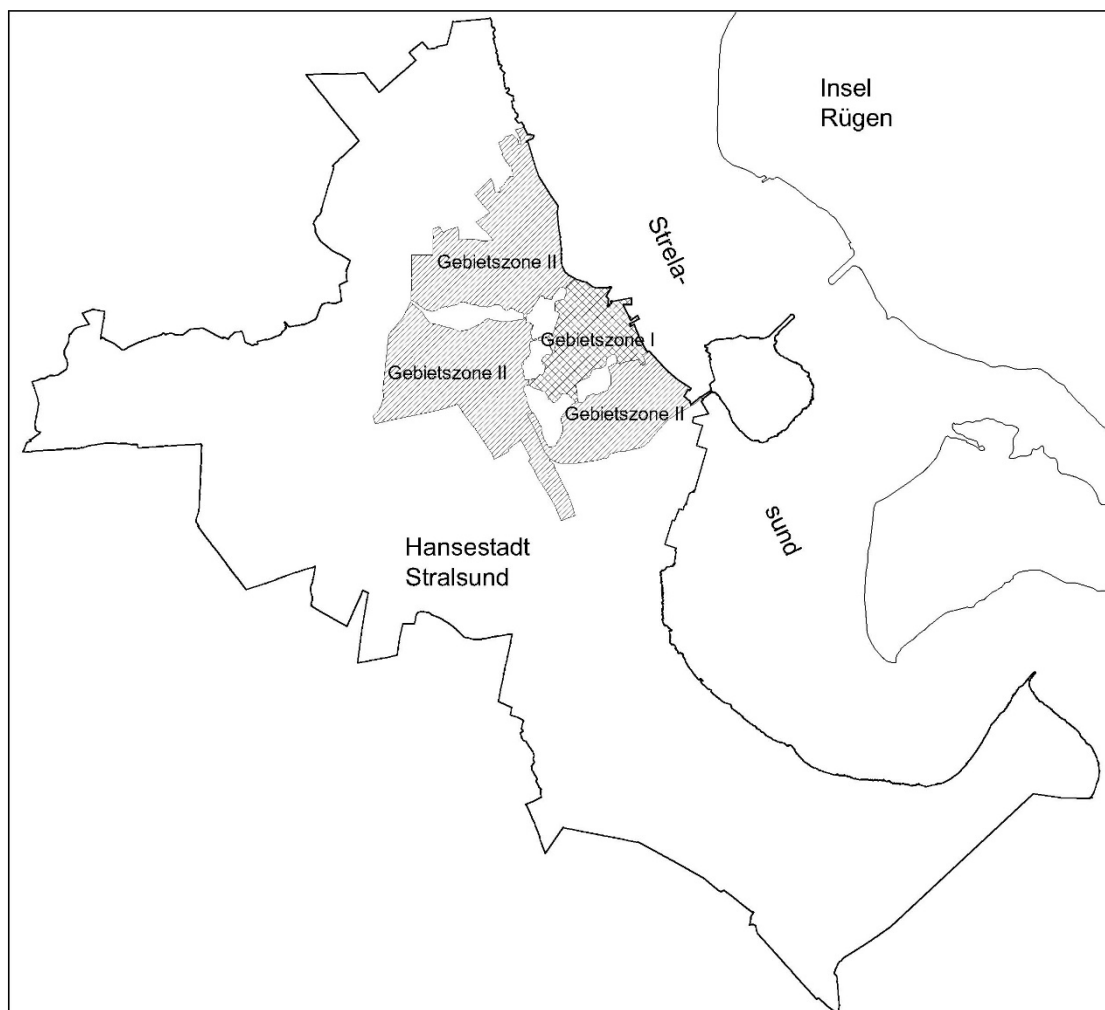 Insel
Rügen
Strela-
Gebietszone II
Gebietszone I
Gebietszone II
Gebietszone II
sund
Hansestadt
Stralsund